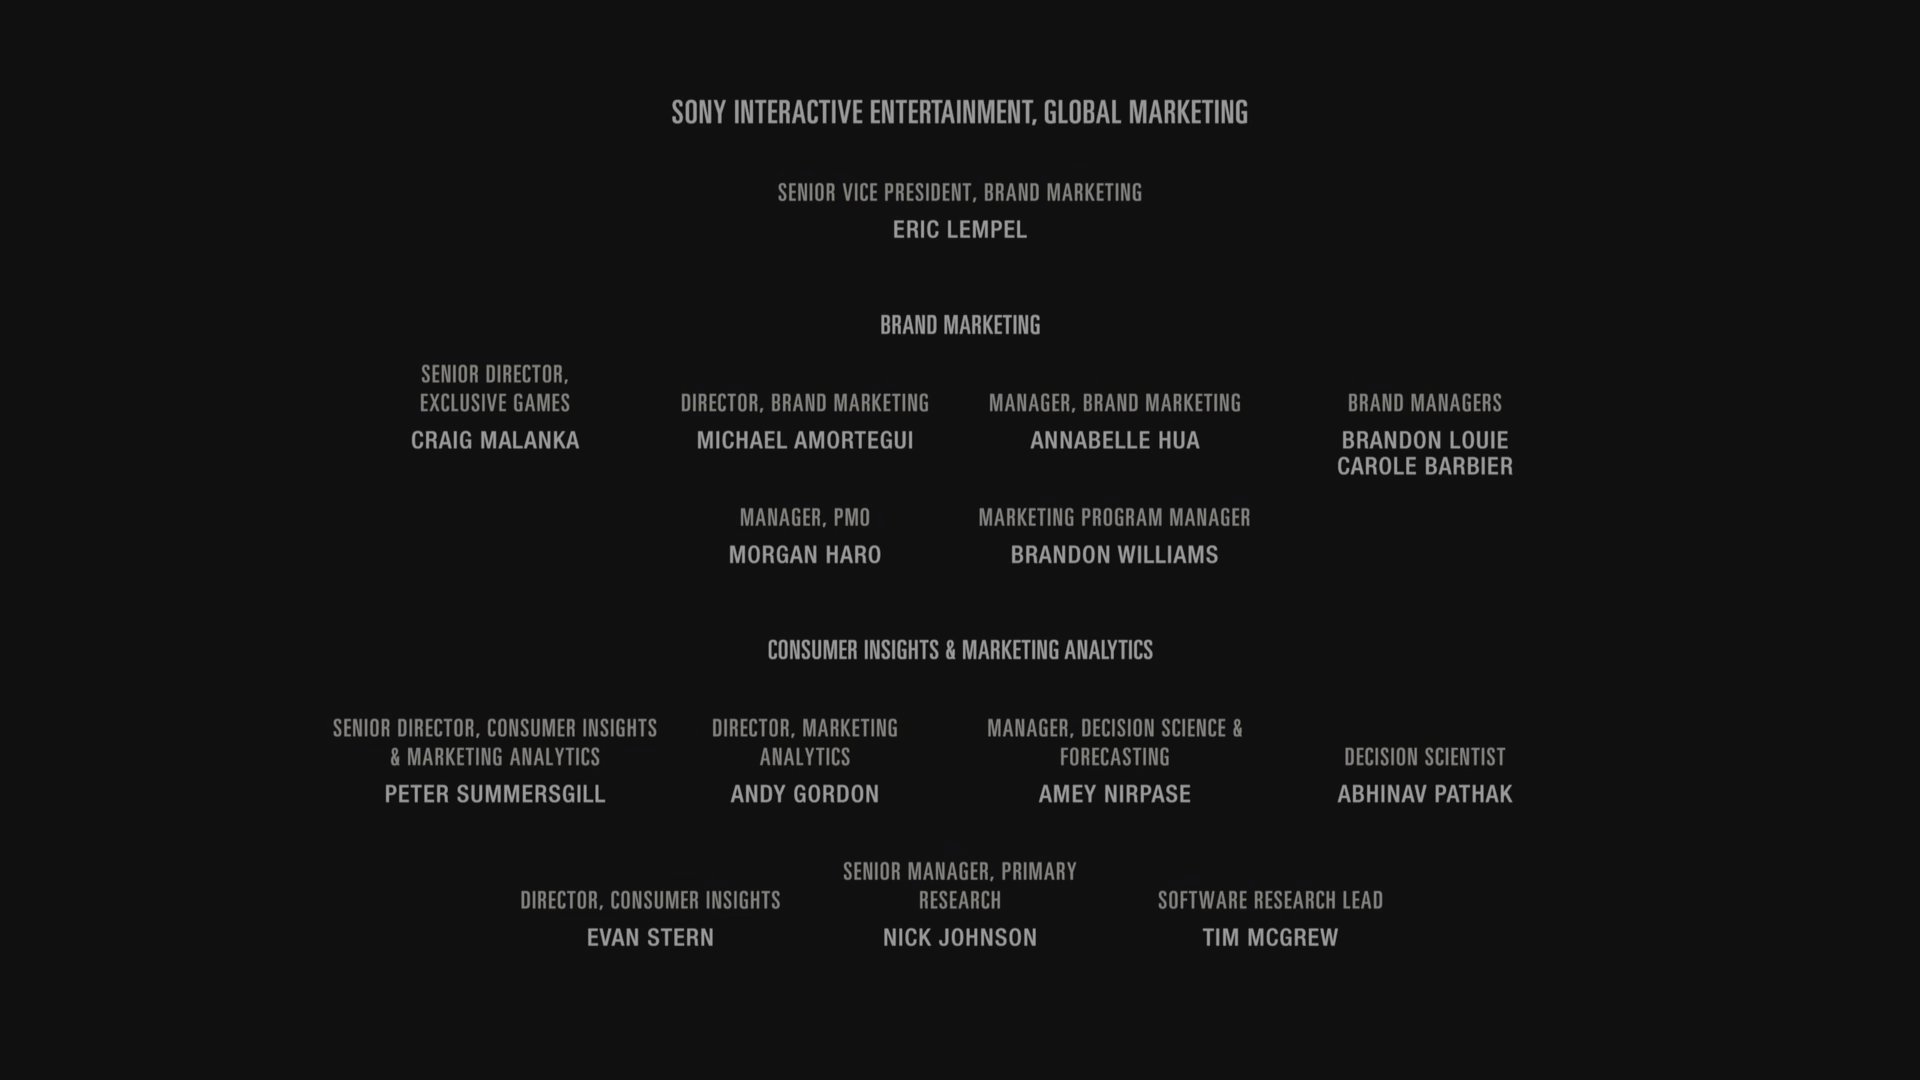 SONY INTERACTIVE ENTERTAINMENT, GLOBAL MARKETING
SENIOR VICE PRESIDENT, BRAND MARKETING
ERIC LEMPEL
BRAND MARKETING
SENIOR DIRECTOR,
EXCLUSIVE GAMES
CRAIG MALANKA
DIRECTOR, BRAND MARKETING
MICHAEL AMORTEGUI
MANAGER, BRAND MARKETING
ANNABELLE HUA
BRAND MANAGERS
BRANDON LOUIE
CAROLE BARBIER
MANAGER, PMO
MORGAN HARO
MARKETING PROGRAM MANAGER
BRANDON WILLIAMS
CONSUMER INSIGHTS & MARKETING ANALYTICS
SENIOR DIRECTOR, CONSUMER INSIGHTS
& MARKETING ANALYTICS
PETER SUMMERSGILL
DIRECTOR, MARKETING
ANALYTICS
ANDY GORDON
MANAGER, DECISION SCIENCE &
FORECASTING
AMEY NIRPASE
DECISION SCIENTIST
ABHINAV PATHAK
DIRECTOR, CONSUMER INSIGHTS
EVAN STERN
SENIOR MANAGER, PRIMARY
RESEARCH
NICK JOHNSON
SOFTWARE RESEARCH LEAD
TIM MCGREW